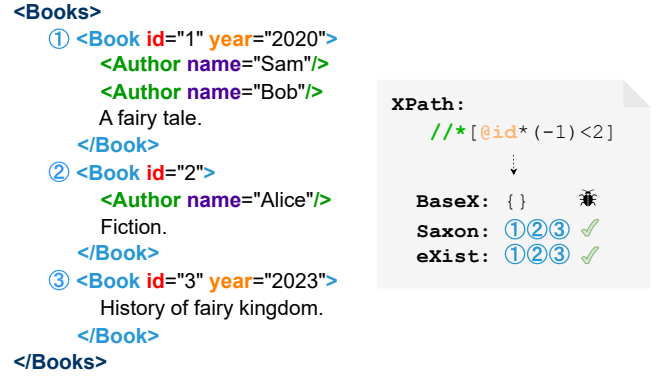 <Books>
① <Book id="1" year="2020">
<Author name="Sam"/>
<Author name="Bob"/>
A fairy tale.
</Book>
② <Book id="2">
<Author name="Alice"/>
Fiction.
</Book>
③ <Book id="3" year="2023">
History of fairy kingdom.
</Book>
</Books>
XPath:
//*[@id*(-1)<2]
BaseX: {}
Saxon: ①②③ ✓
eXist: ①②③ ✓